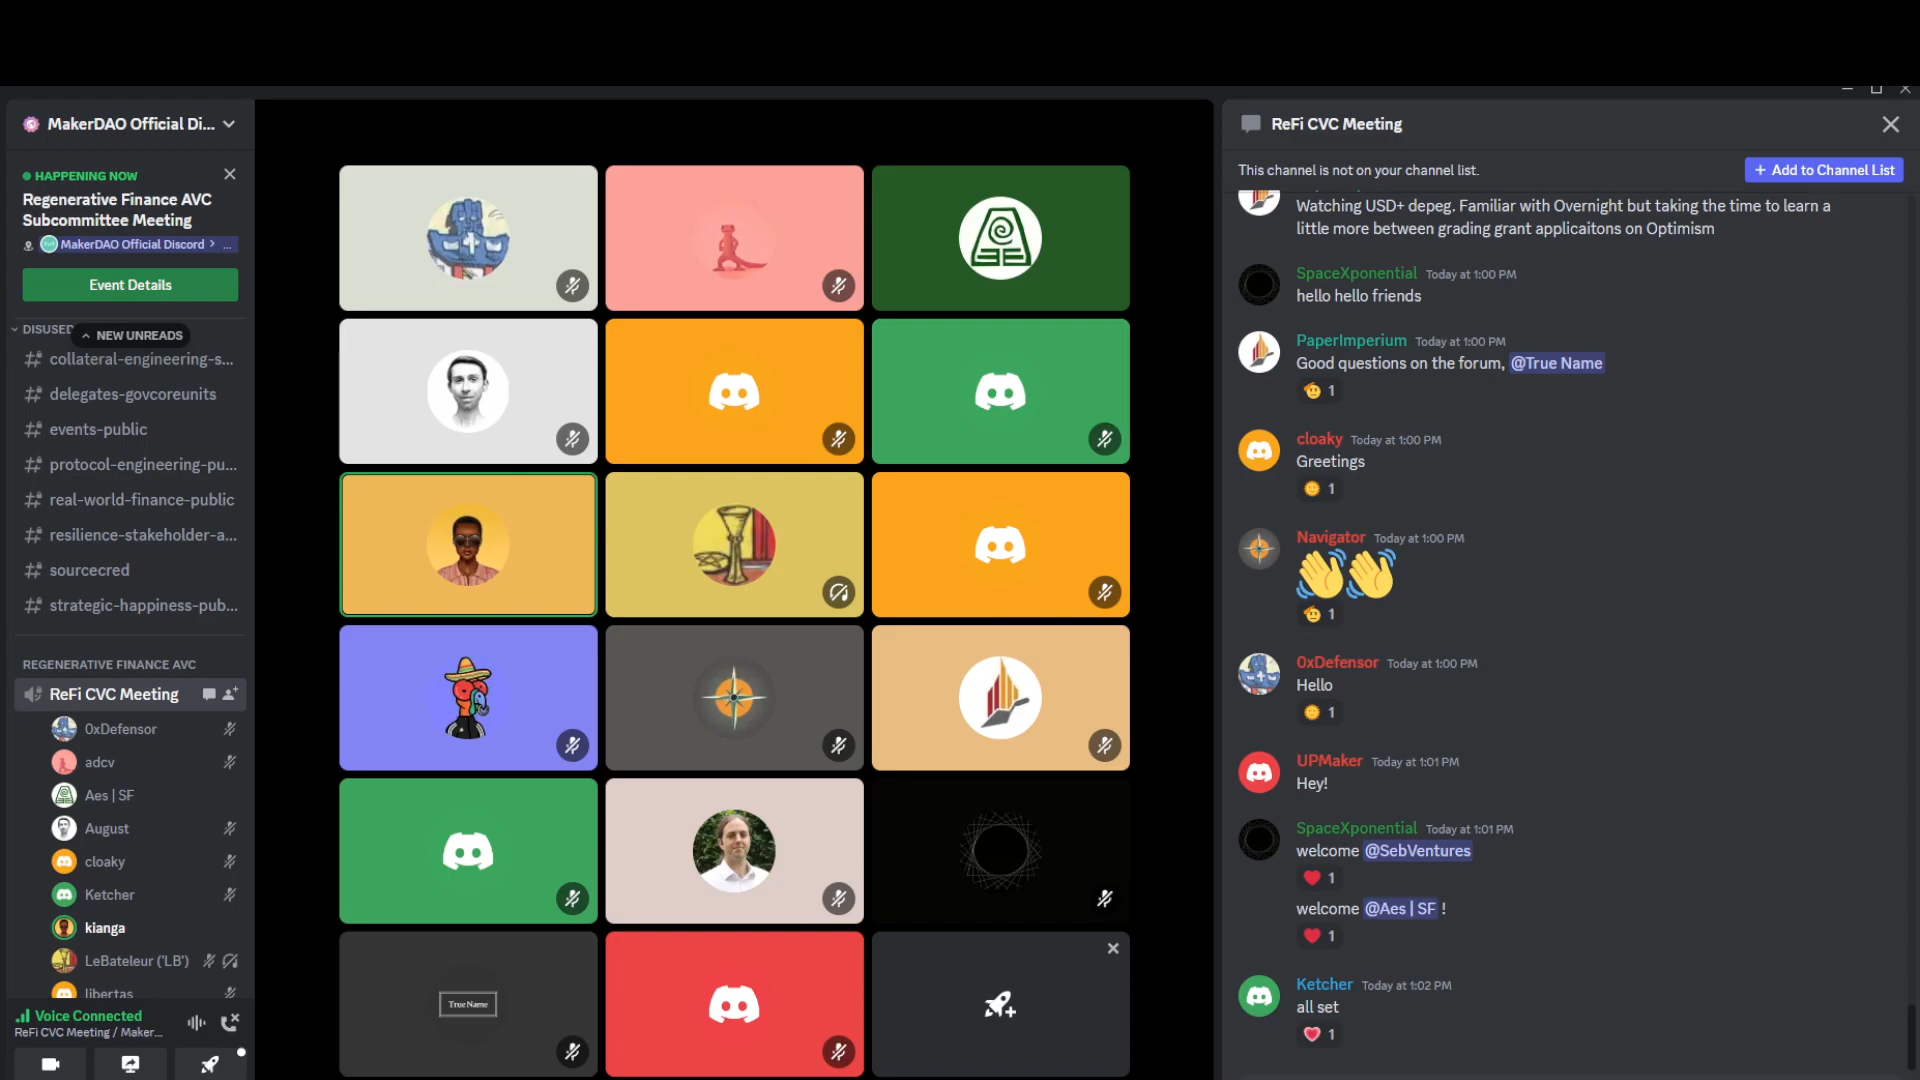 MakerDAO Official Di...
HAPPENING NOW
Regenerative Finance AVC
Subcommittee Meeting
MakerDAO Official Discord > ...
Event Details
DISUSED
NEW UNREADS
collateral-engineering-s...
delegates-govcoreunits
events-public
protocol-engineering-pu...
real-world-finance-public
resilience-stakeholder-a...
sourcecred
strategic-happiness-pub...
REGENERATIVE FINANCE AVC
ReFi CVC Meeting
0xDefensor
adcv
Aes | SF
August
cloaky
Ketcher
kianga
LeBateleur ('LB')
libertas
Voice Connected
ReFi CVC Meeting / Maker...
True Name
ReFi CVC Meeting
This channel is not on your channel list.
+ Add to Channel List
Watching USD+ depeg. Familiar with Overnight but taking the time to learn a
little more between grading grant applicaitons on Optimism
SpaceXponential Today at 1:00 PM
hello hello friends
PaperImperium Today at 1:00 PM
Good questions on the forum, @True Name
1
cloaky Today at 1:00 PM
Greetings
1
Navigator Today at 1:00 PM
1
0xDefensor Today at 1:00 PM
Hello
1
UPMaker Today at 1:01 PM
Hey!
SpaceXponential Today at 1:01 PM
welcome @SebVentures
1
welcome @Aes | SF !
1
Ketcher Today at 1:02 PM
all set
1